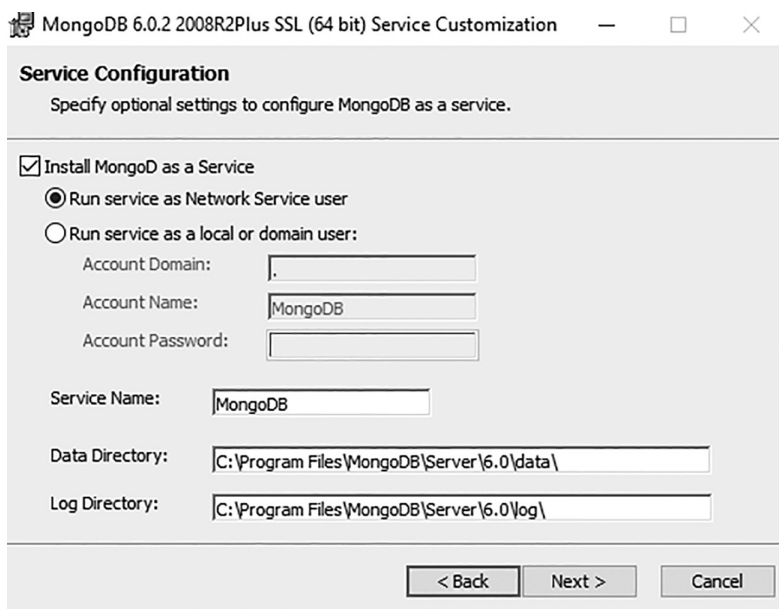 MongoDB 6.0.2 2008R2Plus SSL (64 bit) Service Customization
Service Configuration
Specify optional settings to configure MongoDB as a service.
Install MongoD as a Service
Run service as Network Service user
Run service as a local or domain user:
Account Domain: .
Account Name: MongoDB
Account Password:
Service Name: MongoDB
Data Directory: C:\Program Files\MongoDB\Server\6.0\data\
Log Directory: C:\Program Files\MongoDB\Server\6.0\log\
< Back Next > Cancel